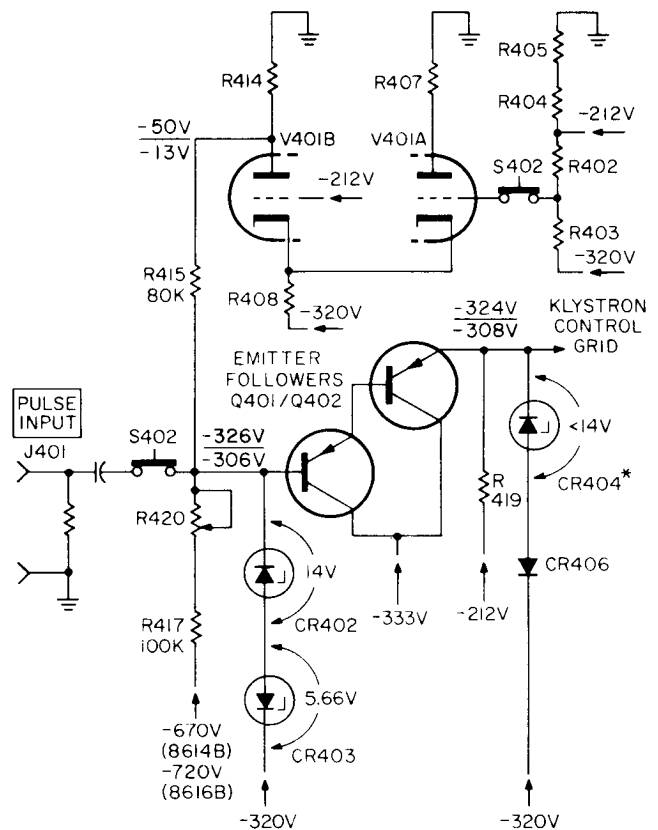 R414
R407
R405
R404
-212V
-50V
-13V
V401B
V401A
R402
S402
-212V
R403
-320V
R415
80K
R408
-320V
-324V
-308V
KLYSTRON
CONTROL
GRID
EMITTER
FOLLOWERS
Q401/Q402
PULSE
INPUT
J401
S402
-326V
-306V
<14V
CR404*
R
419
R420
14V
CR402
CR406
-333V
-212V
R417
100K
5.66V
CR403
-670V
(8614B)
-720V
(8616B)
-320V
-320V